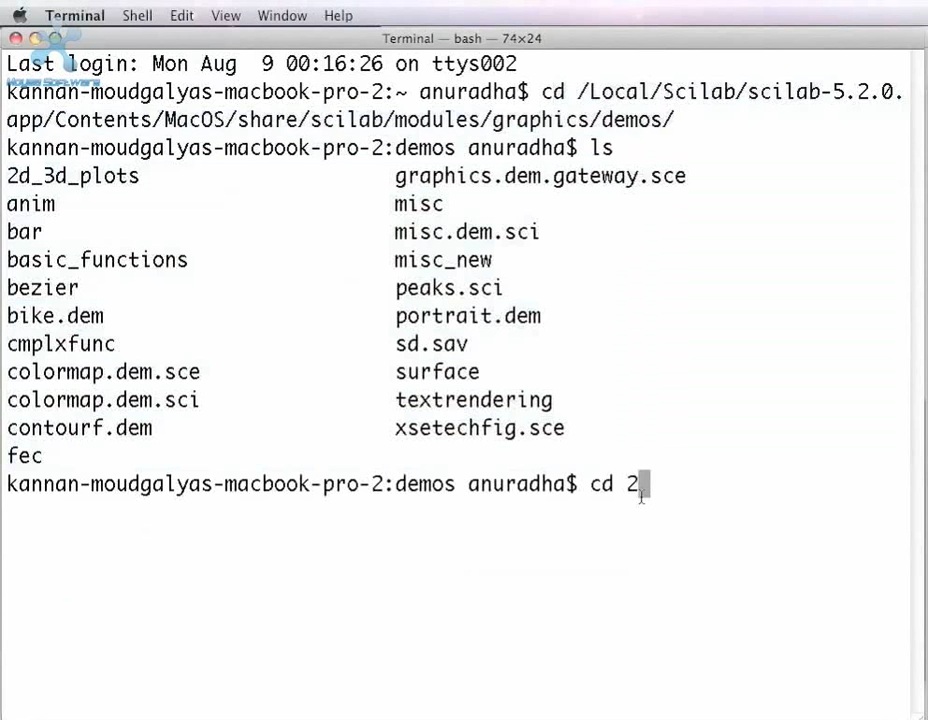 Terminal Shell Edit View Window Help
Terminal — bash — 74×24
Last login: Mon Aug  9 00:16:26 on ttys002
kannan-moudgalyas-macbook-pro-2:~ anuradha$ cd /Local/Scilab/scilab-5.2.0.
app/Contents/MacOS/share/scilab/modules/graphics/demos/
kannan-moudgalyas-macbook-pro-2:demos anuradha$ ls
2d_3d_plots graphics.dem.gateway.sce
anim misc
bar misc.dem.sci
basic_functions misc_new
bezier peaks.sci
bike.dem portrait.dem
cmplxfunc sd.sav
colormap.dem.sce surface
colormap.dem.sci textrendering
contourf.dem xsetechfig.sce
fec
kannan-moudgalyas-macbook-pro-2:demos anuradha$ cd 2